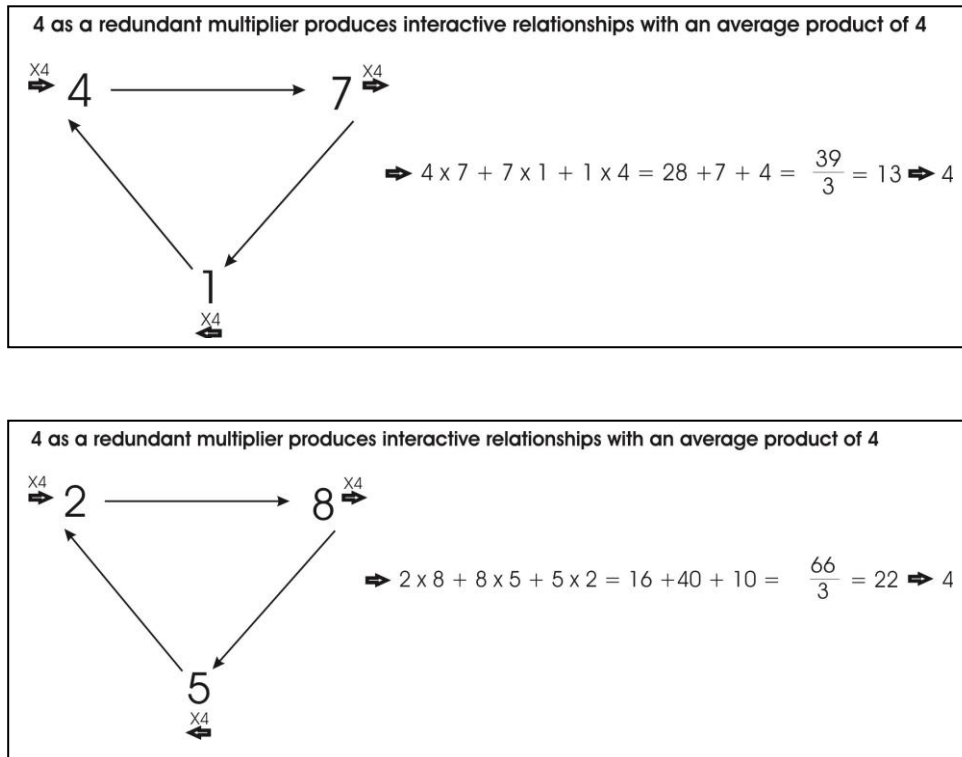 4 as a redundant multiplier produces interactive relationships with an average product of 4
X4
4
7
X4
4 x 7 + 7 x 1 + 1 x 4 = 28 +7 + 4 = 39/3 = 13 ⇨ 4
1
X4
4 as a redundant multiplier produces interactive relationships with an average product of 4
X4
2
8
X4
2 x 8 + 8 x 5 + 5 x 2 = 16 +40 + 10 = 66/3 = 22 ⇨ 4
5
X4